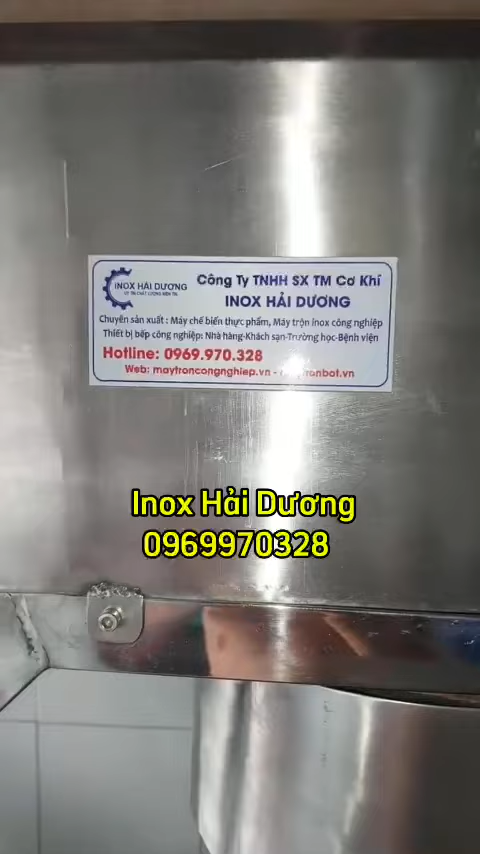 INOX HẢI DƯƠNG
Công Ty TNHH SX TM Cơ Khí
INOX HẢI DƯƠNG
Chuyên sản xuất : Máy chế biến thực phẩm, Máy trộn inox công nghiệp
Thiết bị bếp công nghiệp: Nhà hàng-Khách sạn-Trường học-Bệnh viện
Hotline: 0969.970.328
Web: maytroncongnghiep.vn -
Inox Hải Dương
0969970328